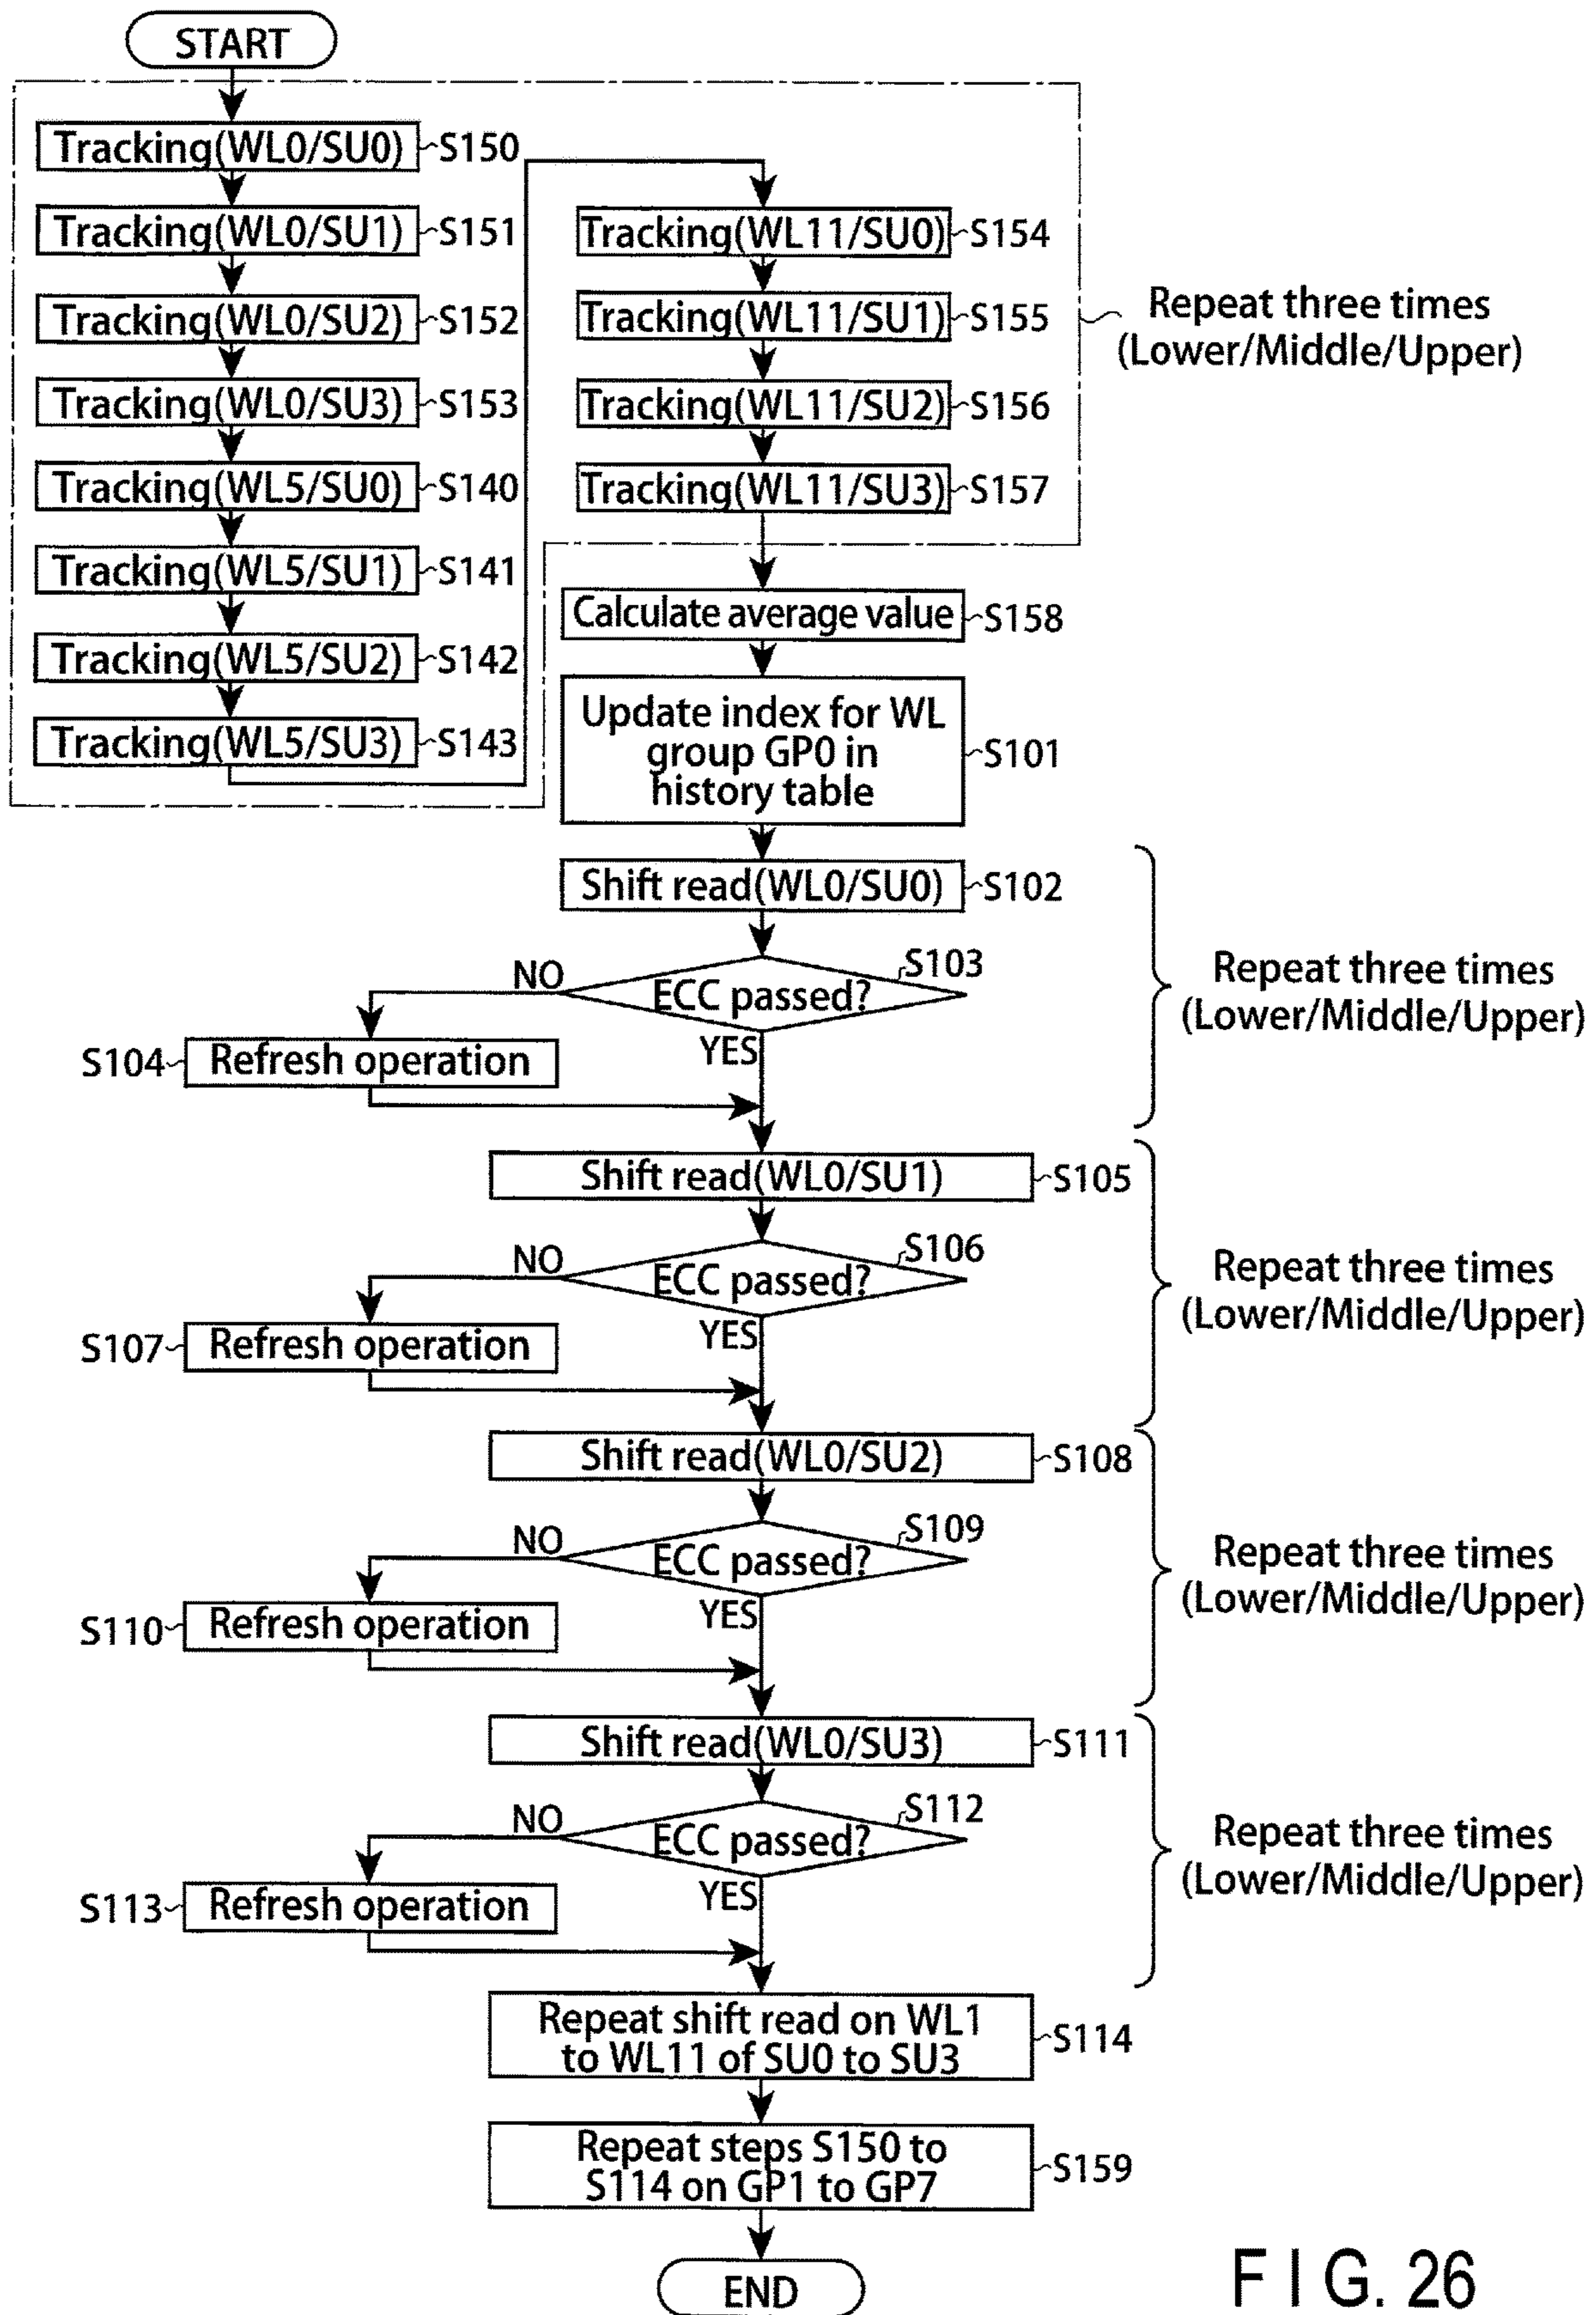 START
Tracking(WL0/SU0) S150
Tracking(WL0/SU1) S151
Tracking(WL0/SU2) S152
Tracking(WL0/SU3) S153
Tracking(WL5/SU0) S140
Tracking(WL5/SU1) S141
Tracking(WL5/SU2) S142
Tracking(WL5/SU3) S143
Tracking(WL11/SU0) S154
Tracking(WL11/SU1) S155
Tracking(WL11/SU2) S156
Tracking(WL11/SU3) S157
Repeat three times
(Lower/Middle/Upper)
Calculate average value S158
Update index for WL
group GP0 in
history table
S101
Shift read(WL0/SU0) S102
ECC passed? S103
NO
YES
S104 Refresh operation
Repeat three times
(Lower/Middle/Upper)
Shift read(WL0/SU1) S105
ECC passed? S106
NO
YES
S107 Refresh operation
Repeat three times
(Lower/Middle/Upper)
Shift read(WL0/SU2) S108
ECC passed? S109
NO
YES
S110 Refresh operation
Repeat three times
(Lower/Middle/Upper)
Shift read(WL0/SU3) S111
ECC passed? S112
NO
YES
S113 Refresh operation
Repeat three times
(Lower/Middle/Upper)
Repeat shift read on WL1
to WL11 of SU0 to SU3
S114
Repeat steps S150 to
S114 on GP1 to GP7
S159
END
FIG. 26